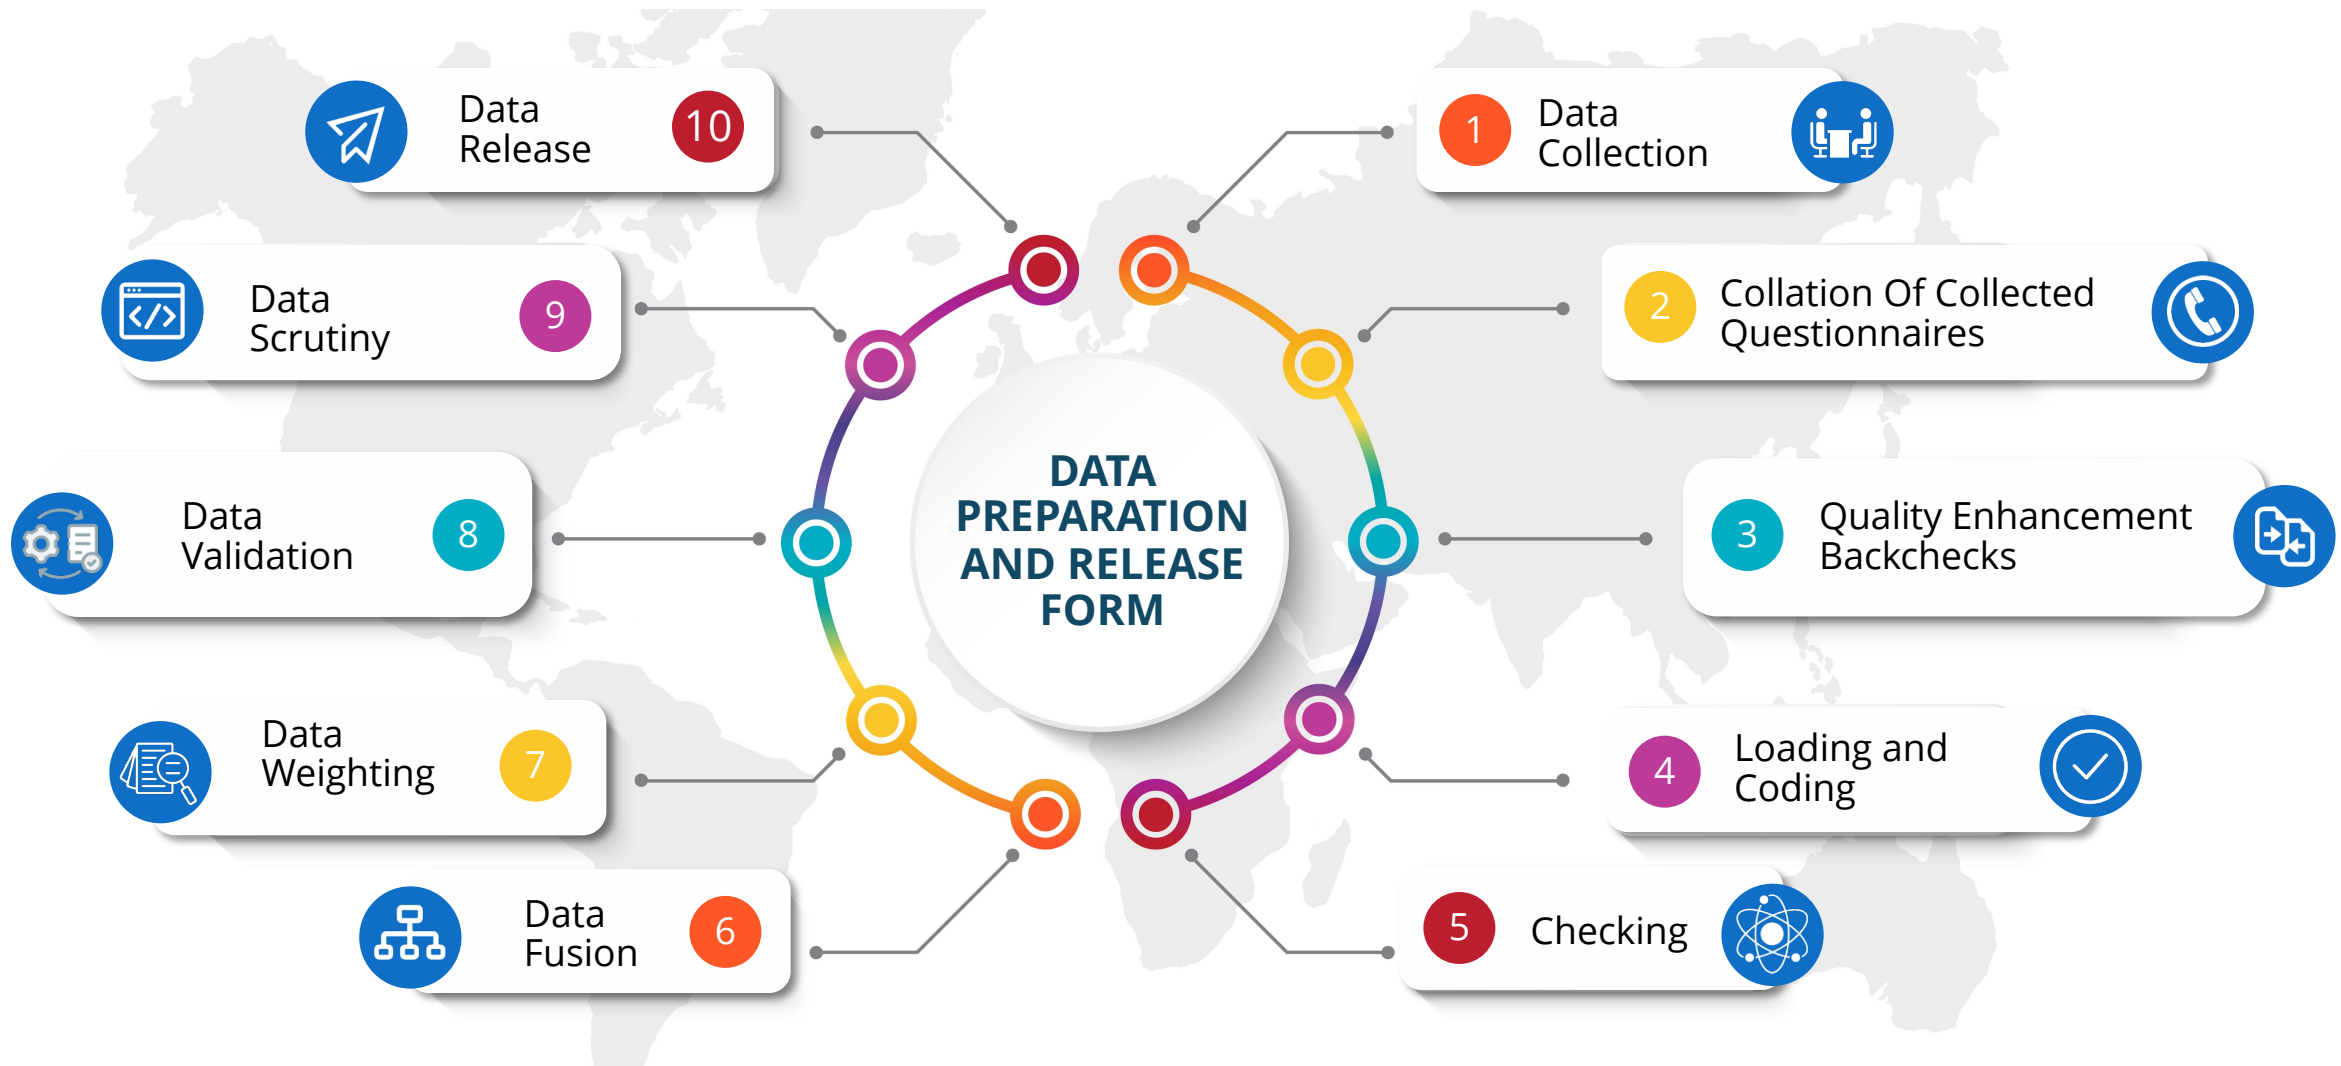 DATA
PREPARATION
AND RELEASE
FORM
1
Data
Collection
2
Collation Of Collected
Questionnaires
3
Quality Enhancement
Backchecks
4
Loading and
Coding
5
Checking
6
Data
Fusion
7
Data
Weighting
8
Data
Validation
9
Data
Scrutiny
10
Data
Release